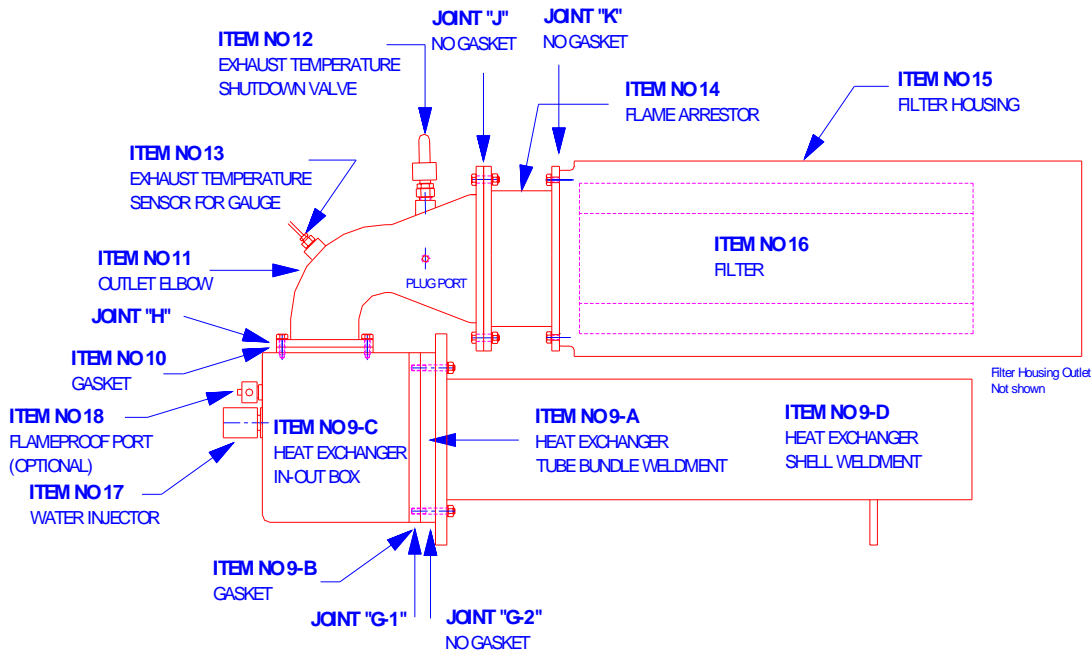 JOINT "J"
NO GASKET
JOINT "K"
NO GASKET
ITEM NO 12
EXHAUST TEMPERATURE
SHUTDOWN VALVE
ITEM NO 14
FLAME ARRESTOR
ITEM NO 15
FILTER HOUSING
ITEM NO 13
EXHAUST TEMPERATURE
SENSOR FOR GAUGE
ITEM NO 11
OUTLET ELBOW
PLUG PORT
ITEM NO 16
FILTER
JOINT "H"
ITEM NO 10
GASKET
Filter Housing Outlet
Not shown
ITEM NO 18
FLAMEPROOF PORT
(OPTIONAL)
ITEM NO 9-C
HEAT EXCHANGER
IN-OUT BOX
ITEM NO 9-A
HEAT EXCHANGER
TUBE BUNDLE WELDMENT
ITEM NO 9-D
HEAT EXCHANGER
SHELL WELDMENT
ITEM NO 17
WATER INJECTOR
ITEM NO 9-B
GASKET
JOINT "G-1"
JOINT "G-2"
NO GASKET